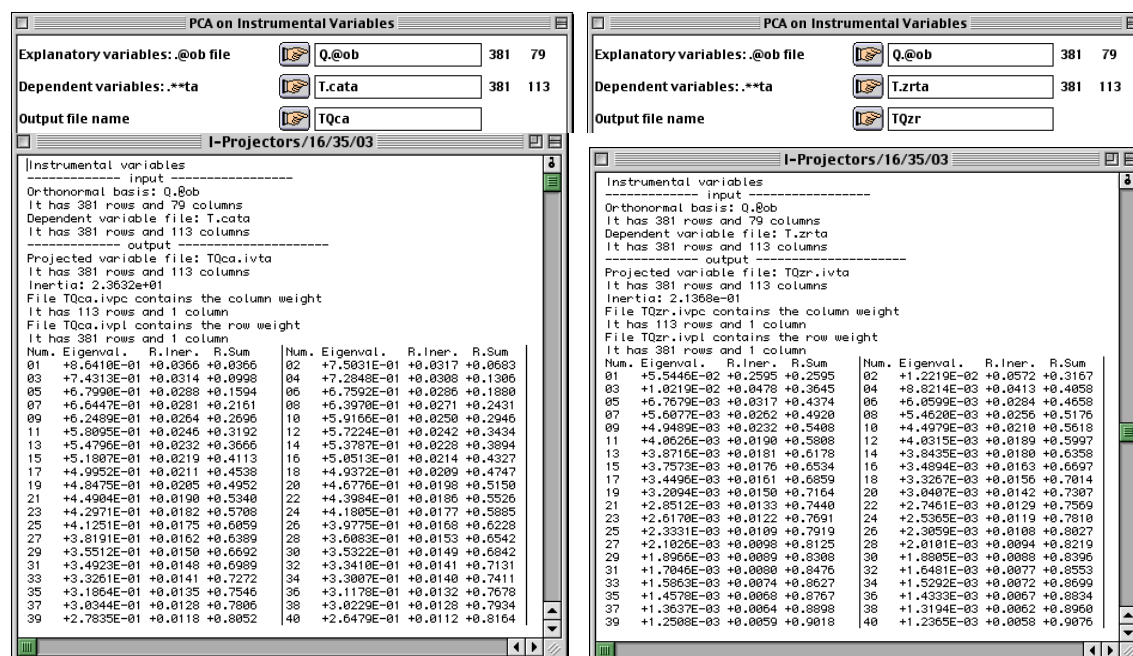 PCA on Instrumental Variables
Explanatory variables: .@ob file Q.@ob 381 79
Dependent variables: .**ta T.cata 381 113
Output file name TQca
I-Projectors/16/35/03
Instrumental variables
------------- input ------------------
Orthonormal basis: Q.@ob
It has 381 rows and 79 columns
Dependent variable file: T.cata
It has 381 rows and 113 columns
------------- output ----------------------
Projected variable file: TQca.ivta
It has 381 rows and 113 columns
Inertia: 2.3632e+01
File TQca.ivpc contains the column weight
It has 113 rows and 1 column
File TQca.ivpl contains the row weight
It has 381 rows and 1 column
Num. Eigenval. R.Iner. R.Sum |Num. Eigenval. R.Iner. R.Sum |
01 +8.6410E-01 +0.0366 +0.0366 |02 +7.5031E-01 +0.0317 +0.0683
03 +7.4313E-01 +0.0314 +0.0998 |04 +7.2848E-01 +0.0308 +0.1306
05 +6.7990E-01 +0.0288 +0.1594 |06 +6.7592E-01 +0.0286 +0.1880
07 +6.6447E-01 +0.0281 +0.2161 |08 +6.3970E-01 +0.0271 +0.2431
09 +6.2489E-01 +0.0264 +0.2696 |10 +5.9166E-01 +0.0250 +0.2946
11 +5.8095E-01 +0.0246 +0.3192 |12 +5.7224E-01 +0.0242 +0.3434
13 +5.4796E-01 +0.0232 +0.3666 |14 +5.3787E-01 +0.0228 +0.3894
15 +5.1807E-01 +0.0219 +0.4113 |16 +5.0513E-01 +0.0214 +0.4327
17 +4.9952E-01 +0.0211 +0.4538 |18 +4.9372E-01 +0.0209 +0.4747
19 +4.8475E-01 +0.0205 +0.4952 |20 +4.6776E-01 +0.0198 +0.5150
21 +4.4904E-01 +0.0190 +0.5340 |22 +4.3984E-01 +0.0186 +0.5526
23 +4.2971E-01 +0.0182 +0.5708 |24 +4.1805E-01 +0.0177 +0.5885
25 +4.1251E-01 +0.0175 +0.6059 |26 +3.9775E-01 +0.0168 +0.6228
27 +3.8191E-01 +0.0162 +0.6389 |28 +3.6083E-01 +0.0153 +0.6542
29 +3.5512E-01 +0.0150 +0.6692 |30 +3.5322E-01 +0.0149 +0.6842
31 +3.4923E-01 +0.0148 +0.6989 |32 +3.3410E-01 +0.0141 +0.7131
33 +3.3261E-01 +0.0141 +0.7272 |34 +3.3007E-01 +0.0140 +0.7411
35 +3.1864E-01 +0.0135 +0.7546 |36 +3.1178E-01 +0.0132 +0.7678
37 +3.0344E-01 +0.0128 +0.7806 |38 +3.0229E-01 +0.0128 +0.7934
39 +2.7835E-01 +0.0118 +0.8052 |40 +2.6479E-01 +0.0112 +0.8164
PCA on Instrumental Variables
Explanatory variables: .@ob file Q.@ob 381 79
Dependent variables: .**ta T.zrta 381 113
Output file name TQzr
I-Projectors/16/35/03
Instrumental variables
------------- input ------------------
Orthonormal basis: Q.@ob
It has 381 rows and 79 columns
Dependent variable file: T.zrta
It has 381 rows and 113 columns
------------- output ----------------------
Projected variable file: TQzr.ivta
It has 381 rows and 113 columns
Inertia: 2.1368e-01
File TQzr.ivpc contains the column weight
It has 113 rows and 1 column
File TQzr.ivpl contains the row weight
It has 381 rows and 1 column
Num. Eigenval. R.Iner. R.Sum |Num. Eigenval. R.Iner. R.Sum |
01 +5.5446E-02 +0.2595 +0.2595 |02 +1.2219E-02 +0.0572 +0.3167
03 +1.0219E-02 +0.0478 +0.3645 |04 +8.8214E-03 +0.0413 +0.4058
05 +6.7679E-03 +0.0317 +0.4374 |06 +6.0599E-03 +0.0284 +0.4658
07 +5.6077E-03 +0.0262 +0.4920 |08 +5.4620E-03 +0.0256 +0.5176
09 +4.9489E-03 +0.0232 +0.5408 |10 +4.4979E-03 +0.0210 +0.5618
11 +4.0626E-03 +0.0190 +0.5808 |12 +4.0315E-03 +0.0189 +0.5997
13 +3.8716E-03 +0.0181 +0.6178 |14 +3.8435E-03 +0.0180 +0.6358
15 +3.7573E-03 +0.0176 +0.6534 |16 +3.4894E-03 +0.0163 +0.6697
17 +3.4496E-03 +0.0161 +0.6859 |18 +3.3267E-03 +0.0156 +0.7014
19 +3.2094E-03 +0.0150 +0.7164 |20 +3.0407E-03 +0.0142 +0.7307
21 +2.8512E-03 +0.0133 +0.7440 |22 +2.7461E-03 +0.0129 +0.7569
23 +2.6170E-03 +0.0122 +0.7691 |24 +2.5365E-03 +0.0119 +0.7810
25 +2.3331E-03 +0.0109 +0.7919 |26 +2.3059E-03 +0.0108 +0.8027
27 +2.1026E-03 +0.0098 +0.8125 |28 +2.0101E-03 +0.0094 +0.8219
29 +1.8966E-03 +0.0089 +0.8308 |30 +1.8805E-03 +0.0088 +0.8396
31 +1.7046E-03 +0.0080 +0.8476 |32 +1.6481E-03 +0.0077 +0.8553
33 +1.5863E-03 +0.0074 +0.8627 |34 +1.5292E-03 +0.0072 +0.8699
35 +1.4578E-03 +0.0068 +0.8767 |36 +1.4333E-03 +0.0067 +0.8834
37 +1.3637E-03 +0.0064 +0.8898 |38 +1.3194E-03 +0.0062 +0.8960
39 +1.2508E-03 +0.0059 +0.9018 |40 +1.2365E-03 +0.0058 +0.9076